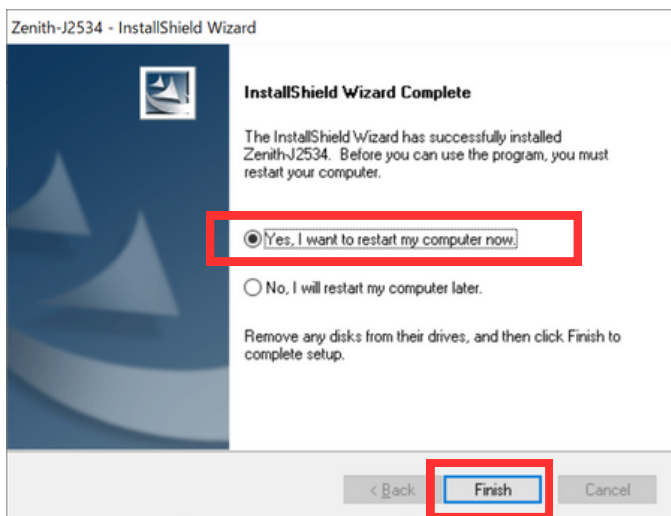 Zenith-J2534 - InstallShield Wizard
InstallShield Wizard Complete
The InstallShield Wizard has successfully installed
Zenith-J2534. Before you can use the program, you must
restart your computer.
Yes, I want to restart my computer now.
No, I will restart my computer later.
Remove any disks from their drives, and then click Finish to
complete setup.
< Back Finish Cancel